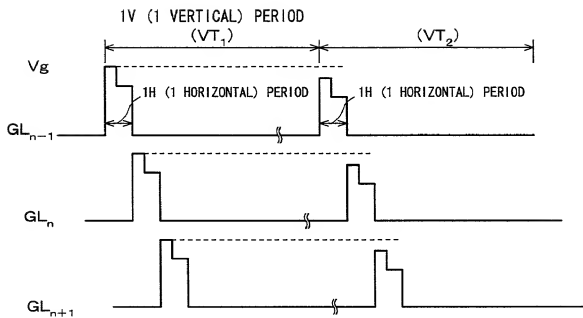 1V (1 VERTICAL) PERIOD
(VT1) (VT2)
Vg
1H (1 HORIZONTAL) PERIOD 1H (1 HORIZONTAL) PERIOD
GLn-1
GLn
GLn+1